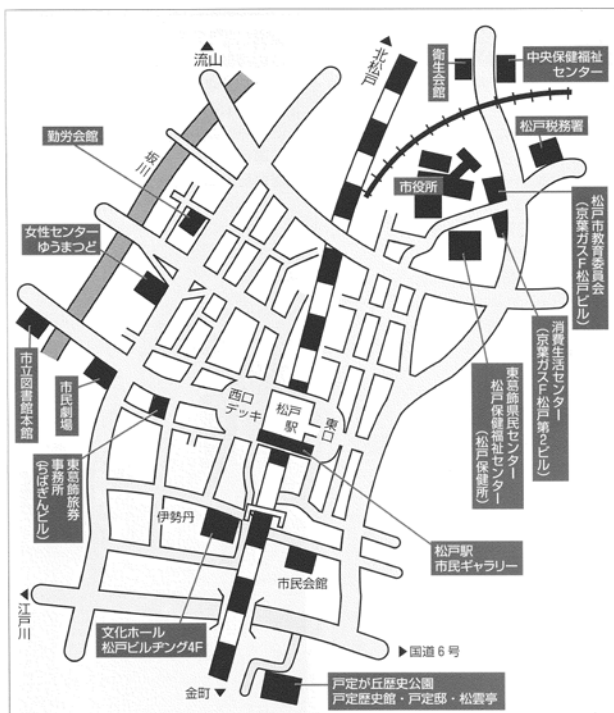 流山
北松戸
衛生会館
中央保健福祉
センター
勤労会館
坂川
松戸税務署
市役所
松戸市教育委員会
(京葉ガスF松戸ビル)
女性センター
ゆうまつど
消費生活センター
(京葉ガスF松戸第2ビル)
東葛飾県民センター
松戸保健福祉センター
(松戸保健所)
市立図書館本館
市民劇場
西口
デッキ
松戸
駅
東口
東葛飾旅券
事務所
(ちばぎんビル)
伊勢丹
松戸駅
市民ギャラリー
市民会館
江戸川
文化ホール
松戸ビルヂング4F
国道6号
金町
戸定が丘歴史公園
戸定歴史館・戸定邸・松雲亭